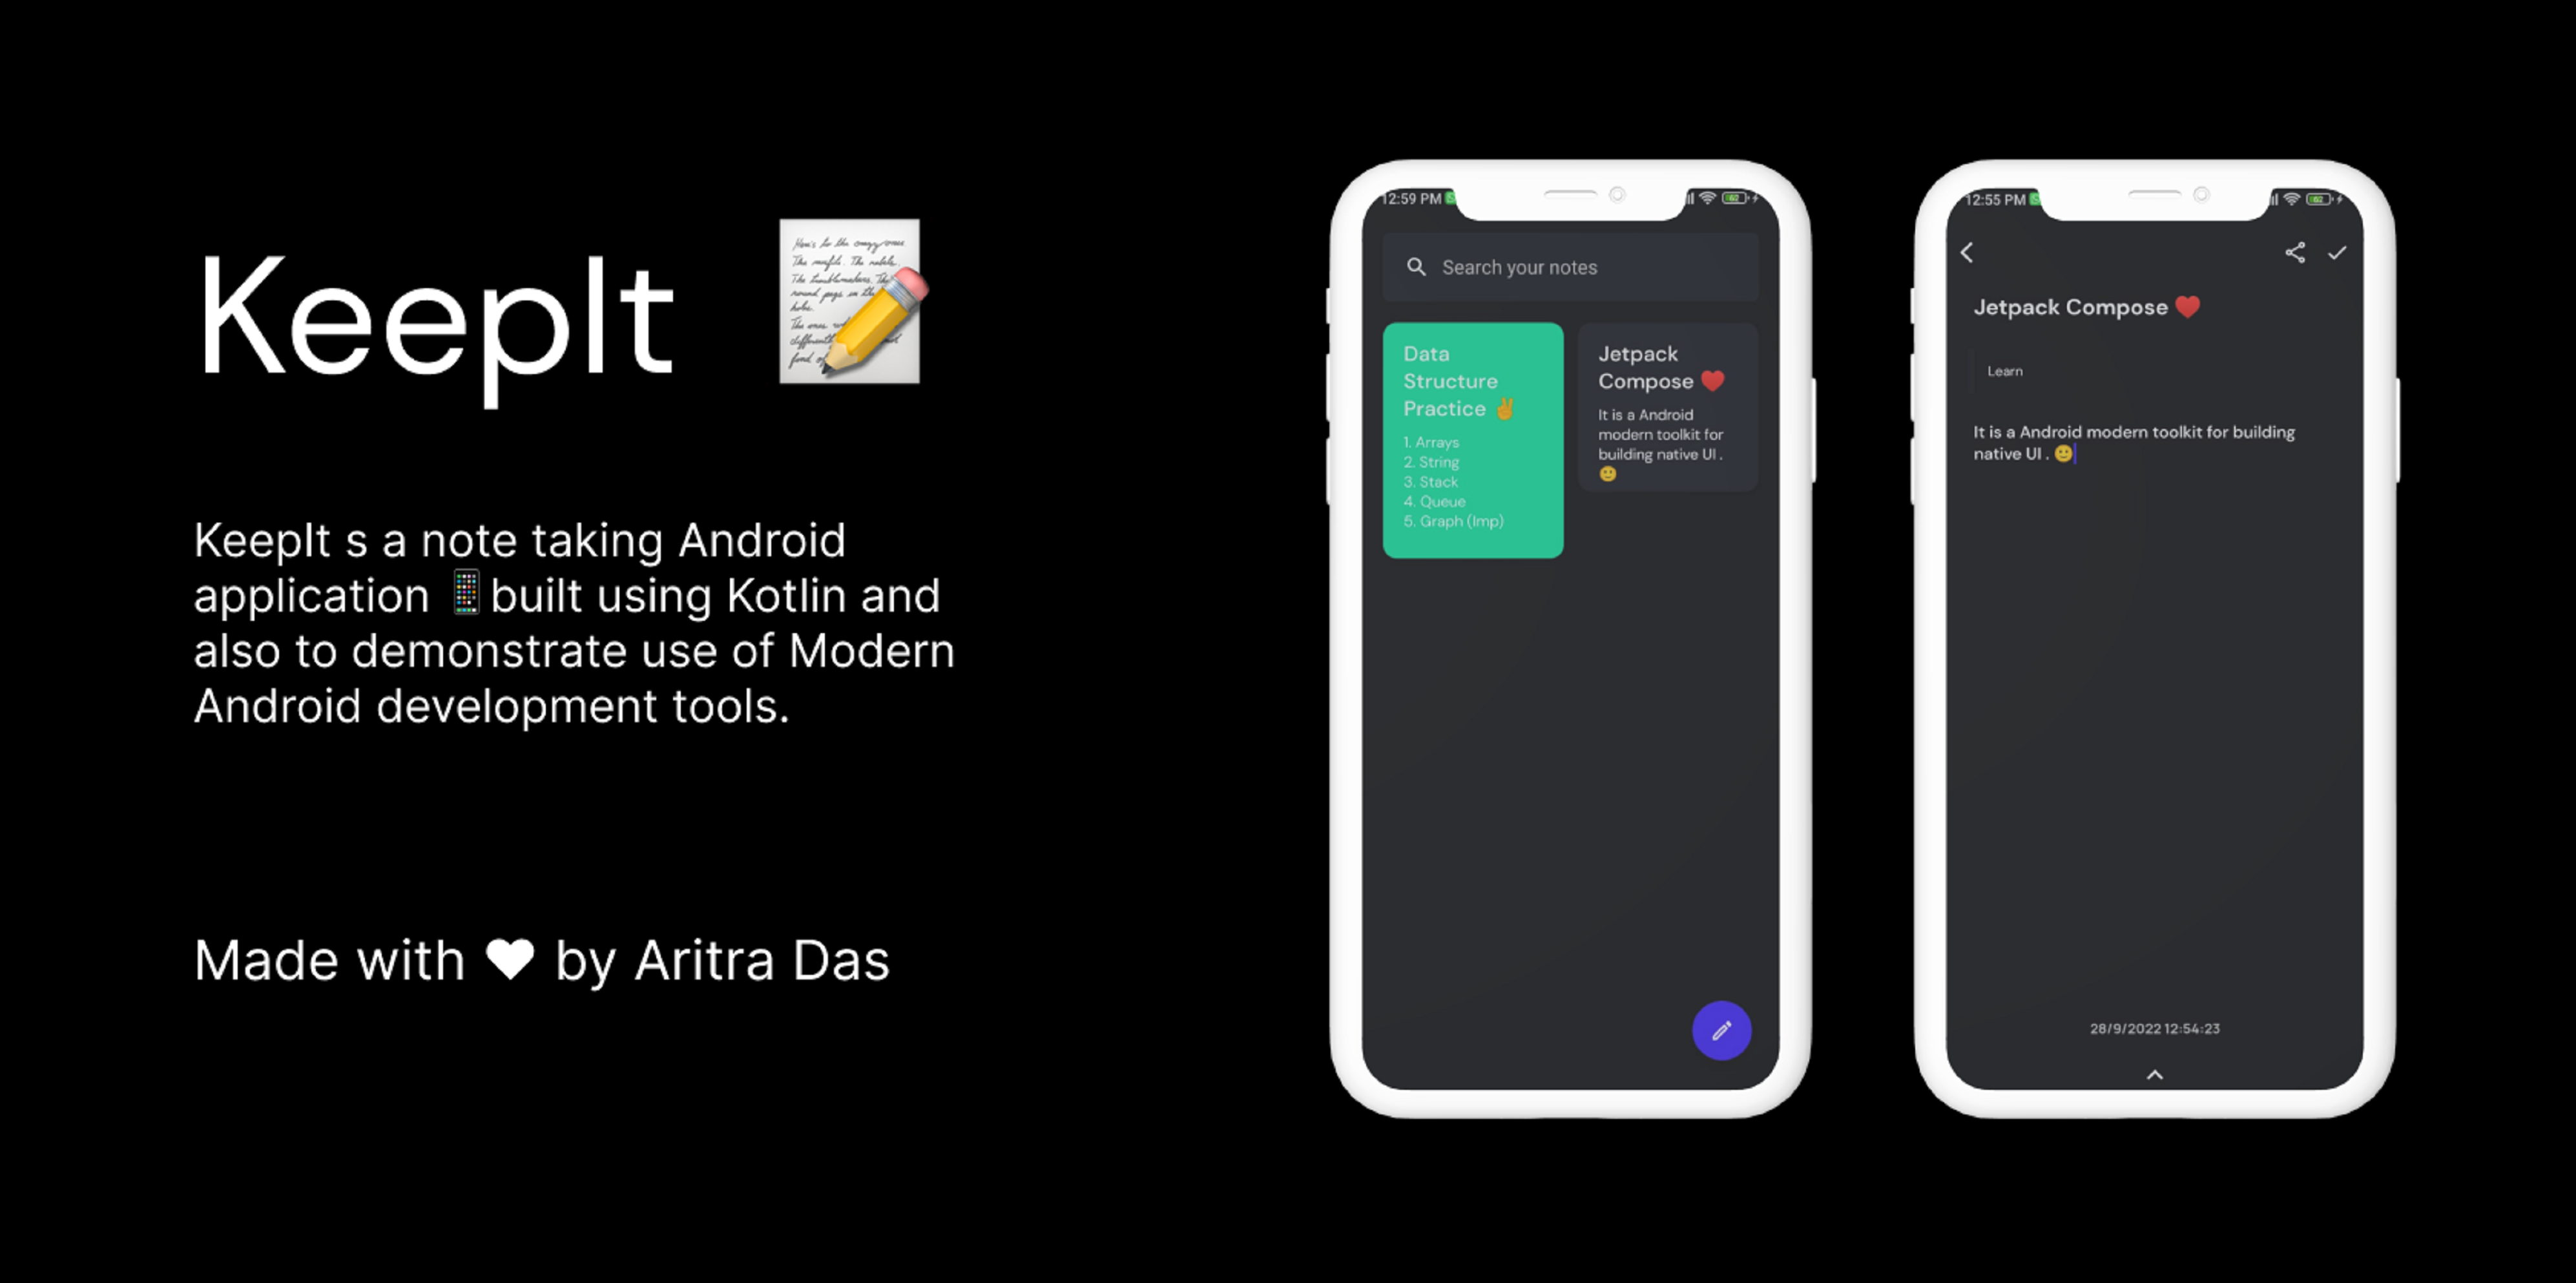 KeepIt 📝
KeepIt s a note taking Android
application 📱built using Kotlin and
also to demonstrate use of Modern
Android development tools.
Made with ♥ by Aritra Das
12:59 PM
Search your notes
Data
Structure
Practice ✌
1. Arrays
2. String
3. Stack
4. Queue
5. Graph (Imp)
Jetpack
Compose ❤️
It is a Android
modern toolkit for
building native UI .
🙂
12:55 PM
Jetpack Compose ❤️
Learn
It is a Android modern toolkit for building
native UI . 🙂
28/9/2022 12:54:23